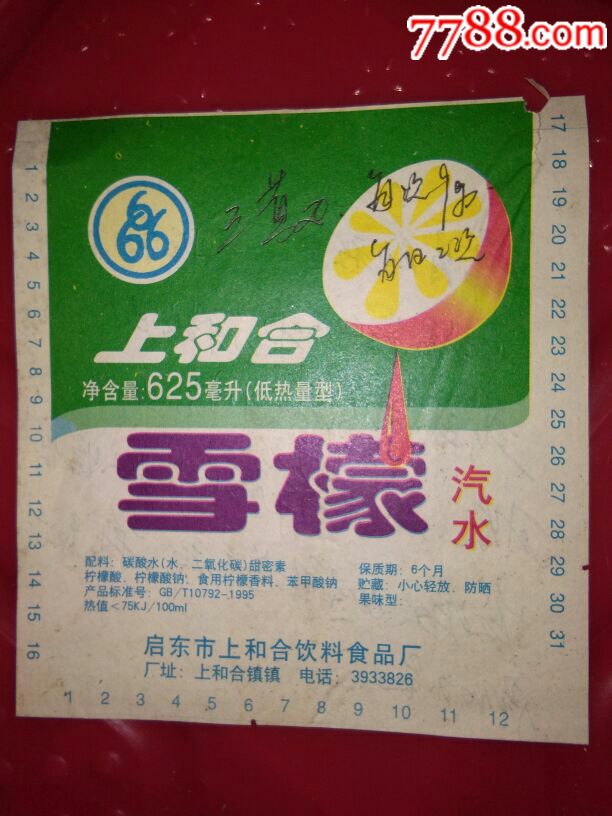 7788.com
上和合
净含量:625毫升(低热量型)
雪檬
汽水
配料：碳酸水(水、二氧化碳)甜密素
柠檬酸、柠檬酸钠、食用柠檬香料、苯甲酸钠
产品标准号：GB/T10792-1995
热值＜75KJ/100ml
保质期：6个月
贮藏：小心轻放、防晒
果味型：
启东市上和合饮料食品厂
厂址：上和合镇镇 电话：3933826
1
2
3
4
5
6
7
8
9
10
11
12
13
14
15
16
17
18
19
20
21
22
23
24
25
26
27
28
29
30
31
1 2 3 4 5 6 7 8 9 10 11 12